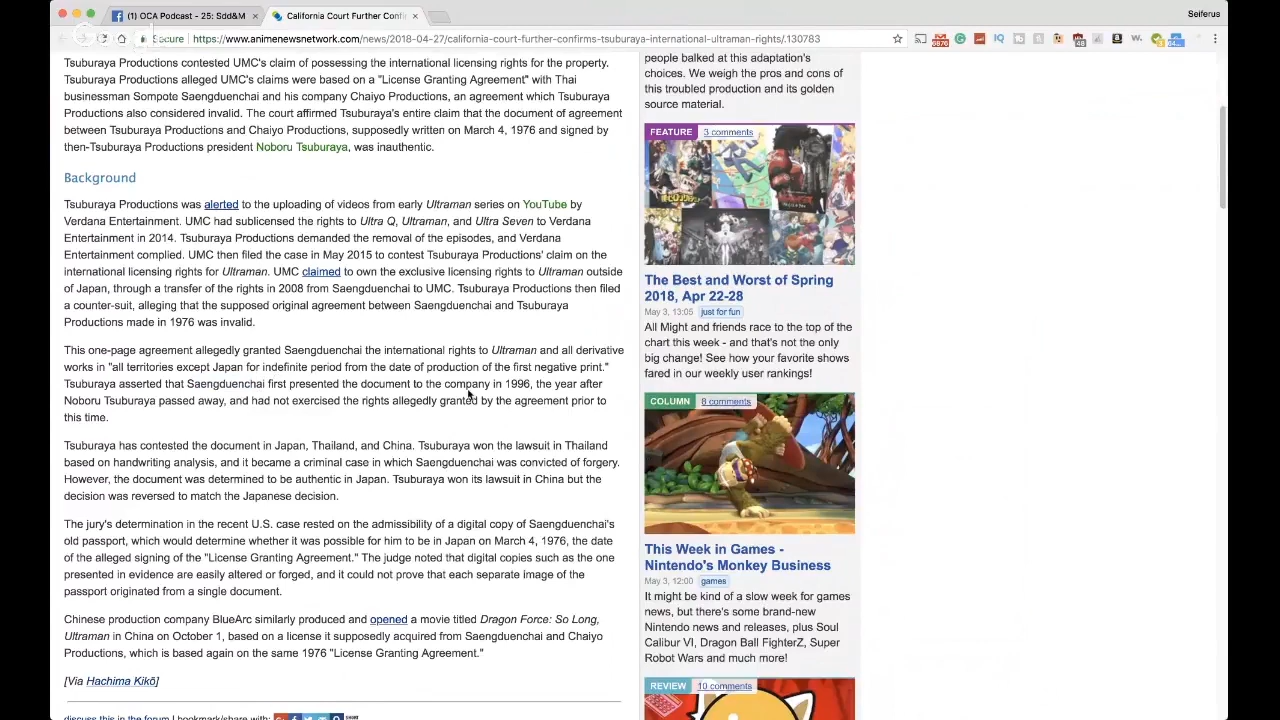 (1) OCA Podcast - 25: Sdd&M
California Court Further Confi
Seiferus
Secure
https://www.animenewsnetwork.com/news/2018-04-27/california-court-further-confirms-tsuburaya-international-ultraman-rights/.130783
Tsuburaya Productions contested UMC's claim of possessing the international licensing rights for the property.
Tsuburaya Productions alleged UMC's claims were based on a "License Granting Agreement" with Thai
businessman Sompote Saengduenchai and his company Chaiyo Productions, an agreement which Tsuburaya
Productions also considered invalid. The court affirmed Tsuburaya's entire claim that the document of agreement
between Tsuburaya Productions and Chaiyo Productions, supposedly written on March 4, 1976 and signed by
then-Tsuburaya Productions president Noboru Tsuburaya, was inauthentic.
Background
Tsuburaya Productions was alerted to the uploading of videos from early Ultraman series on YouTube by
Verdana Entertainment. UMC had sublicensed the rights to Ultra Q, Ultraman, and Ultra Seven to Verdana
Entertainment in 2014. Tsuburaya Productions demanded the removal of the episodes, and Verdana
Entertainment complied. UMC then filed the case in May 2015 to contest Tsuburaya Productions' claim on the
international licensing rights for Ultraman. UMC claimed to own the exclusive licensing rights to Ultraman outside
of Japan, through a transfer of the rights in 2008 from Saengduenchai to UMC. Tsuburaya Productions then filed
a counter-suit, alleging that the supposed original agreement between Saengduenchai and Tsuburaya
Productions made in 1976 was invalid.
This one-page agreement allegedly granted Saengduenchai the international rights to Ultraman and all derivative
works in "all territories except Japan for indefinite period from the date of production of the first negative print."
Tsuburaya asserted that Saengduenchai first presented the document to the company in 1996, the year after
Noboru Tsuburaya passed away, and had not exercised the rights allegedly granted by the agreement prior to
this time.
Tsuburaya has contested the document in Japan, Thailand, and China. Tsuburaya won the lawsuit in Thailand
based on handwriting analysis, and it became a criminal case in which Saengduenchai was convicted of forgery.
However, the document was determined to be authentic in Japan. Tsuburaya won its lawsuit in China but the
decision was reversed to match the Japanese decision.
The jury's determination in the recent U.S. case rested on the admissibility of a digital copy of Saengduenchai's
old passport, which would determine whether it was possible for him to be in Japan on March 4, 1976, the date
of the alleged signing of the "License Granting Agreement." The judge noted that digital copies such as the one
presented in evidence are easily altered or forged, and it could not prove that each separate image of the
passport originated from a single document.
Chinese production company BlueArc similarly produced and opened a movie titled Dragon Force: So Long,
Ultraman in China on October 1, based on a license it supposedly acquired from Saengduenchai and Chaiyo
Productions, which is based again on the same 1976 "License Granting Agreement."
[Via Hachima Kikō]
discuss this in the forum | bookmark/share with:
people balked at this adaptation's
choices. We weigh the pros and cons of
this troubled production and its golden
source material.
FEATURE
3 comments
The Best and Worst of Spring
2018, Apr 22-28
May 3, 13:05 just for fun
All Might and friends race to the top of the
chart this week - and that's not the only
big change! See how your favorite shows
fared in our weekly user rankings!
COLUMN
8 comments
This Week in Games -
Nintendo's Monkey Business
May 3, 12:00 games
It might be kind of a slow week for games
news, but there's some brand-new
Nintendo news and releases, plus Soul
Calibur VI, Dragon Ball FighterZ, Super
Robot Wars and much more!
REVIEW
10 comments